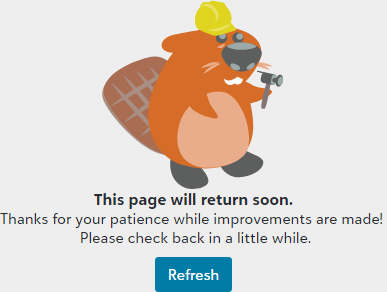 This page will return soon.
Thanks for your patience while improvements are made!
Please check back in a little while.
Refresh